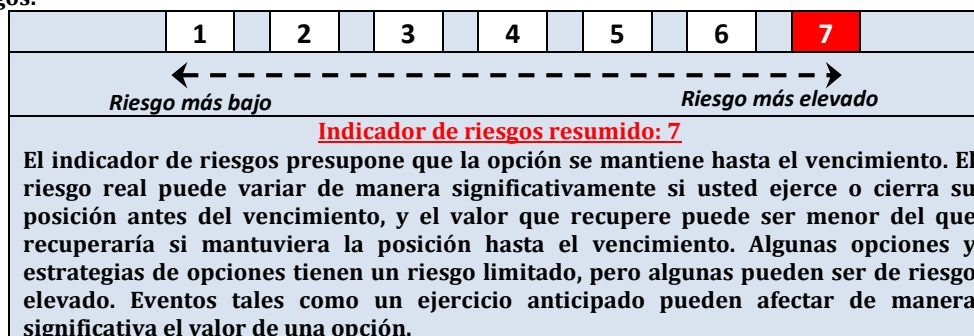 gos.
1 2 3 4 5 6 7
Riesgo más bajo Riesgo más elevado
Indicador de riesgos resumido: 7
El indicador de riesgos presupone que la opción se mantiene hasta el vencimiento. El
riesgo real puede variar de manera significativamente si usted ejerce o cierra su
posición antes del vencimiento, y el valor que recupere puede ser menor del que
recuperaría si mantuviera la posición hasta el vencimiento. Algunas opciones y
estrategias de opciones tienen un riesgo limitado, pero algunas pueden ser de riesgo
elevado. Eventos tales como un ejercicio anticipado pueden afectar de manera
significativa el valor de una opción.